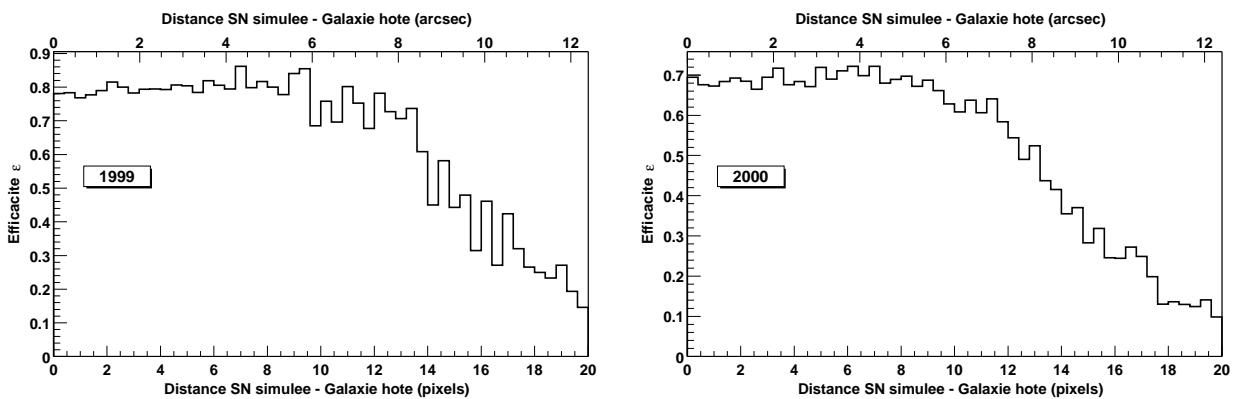 Distance SN simulee - Galaxie hote (arcsec)
0 2 4 6 8 10 12
0.9
0.8
0.7
0.6
0.5
0.4
0.3
0.2
0.1
0
Efficacite ε
1999
0 2 4 6 8 10 12 14 16 18 20
Distance SN simulee - Galaxie hote (pixels)
Distance SN simulee - Galaxie hote (arcsec)
0 2 4 6 8 10 12
0.7
0.6
0.5
0.4
0.3
0.2
0.1
0
Efficacite ε
2000
0 2 4 6 8 10 12 14 16 18 20
Distance SN simulee - Galaxie hote (pixels)